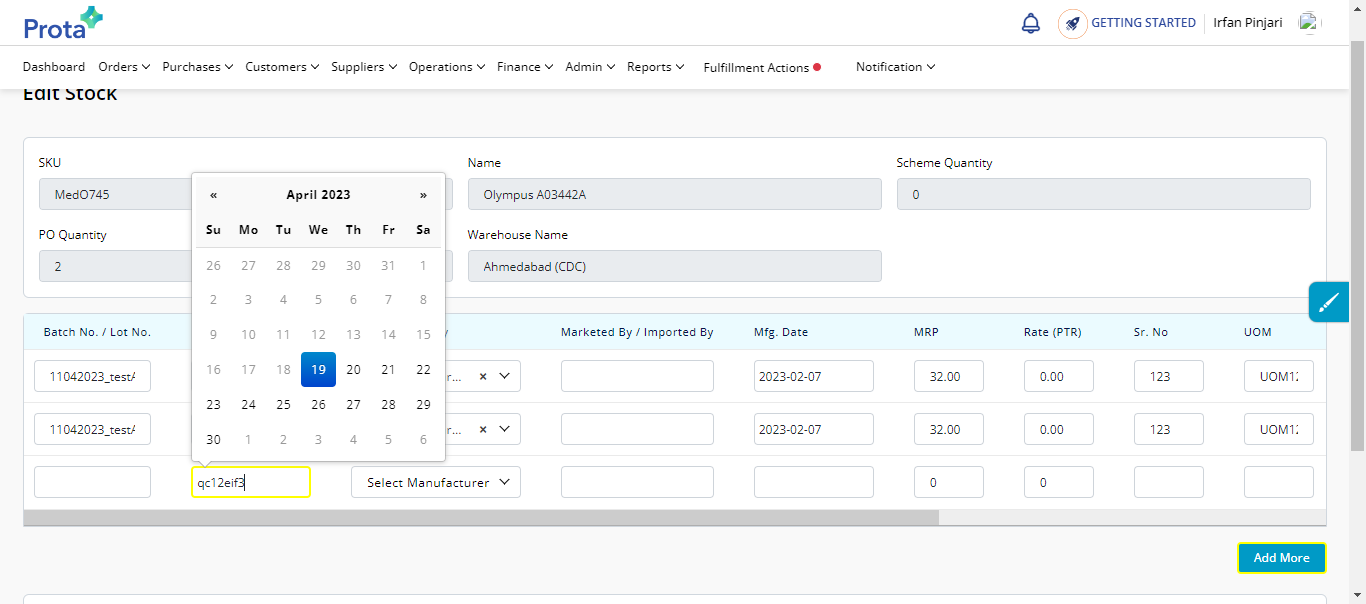 Prota
GETTING STARTED Irfan Pinjari
Dashboard Orders Purchases Customers Suppliers Operations Finance Admin Reports Fulfillment Actions Notification
Edit Stock
SKU Name Scheme Quantity
MedO745 Olympus A03442A 0
PO Quantity Warehouse Name
2 Ahmedabad (CDC)
« April 2023 »
Su Mo Tu We Th Fr Sa
26 27 28 29 30 31 1
2 3 4 5 6 7 8
9 10 11 12 13 14 15
16 17 18 19 20 21 22
23 24 25 26 27 28 29
30 1 2 3 4 5 6
Batch No. / Lot No. Marketed By / Imported By Mfg. Date MRP Rate (PTR) Sr. No UOM
11042023_test r... × 2023-02-07 32.00 0.00 123 UOM12
11042023_test r... × 2023-02-07 32.00 0.00 123 UOM12
qc12eif3 Select Manufacturer 0 0
Add More